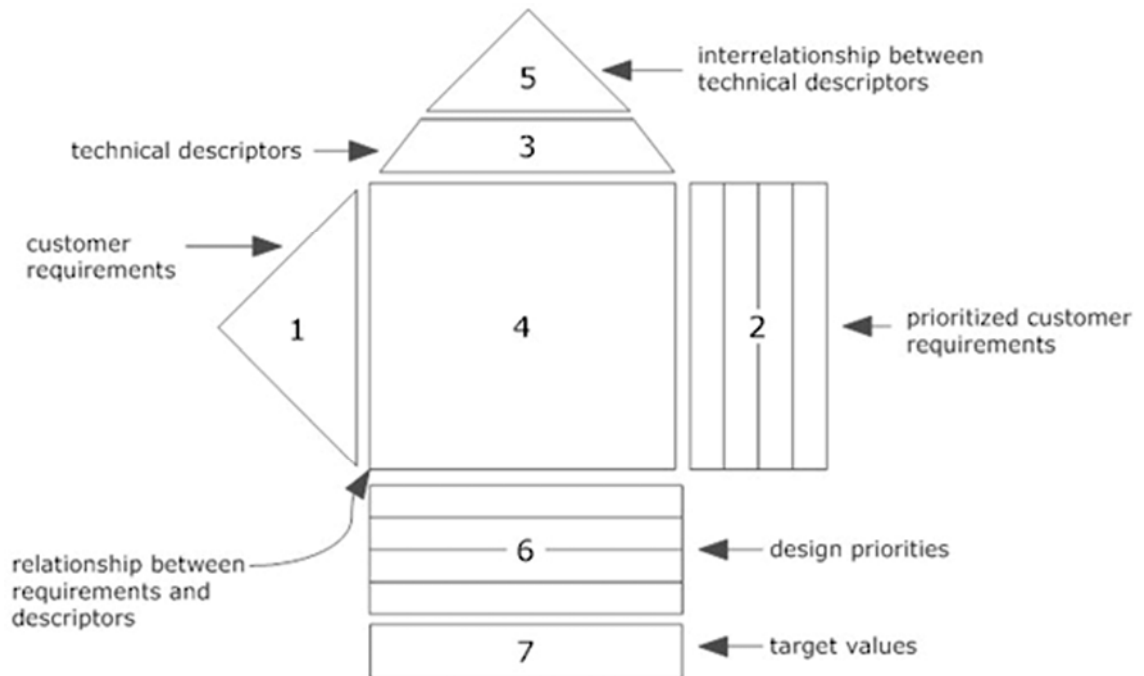 interrelationship between
technical descriptors
5
technical descriptors
3
customer
requirements
1
4
2
prioritized customer
requirements
relationship between
requirements and
descriptors
6
design priorities
7
target values